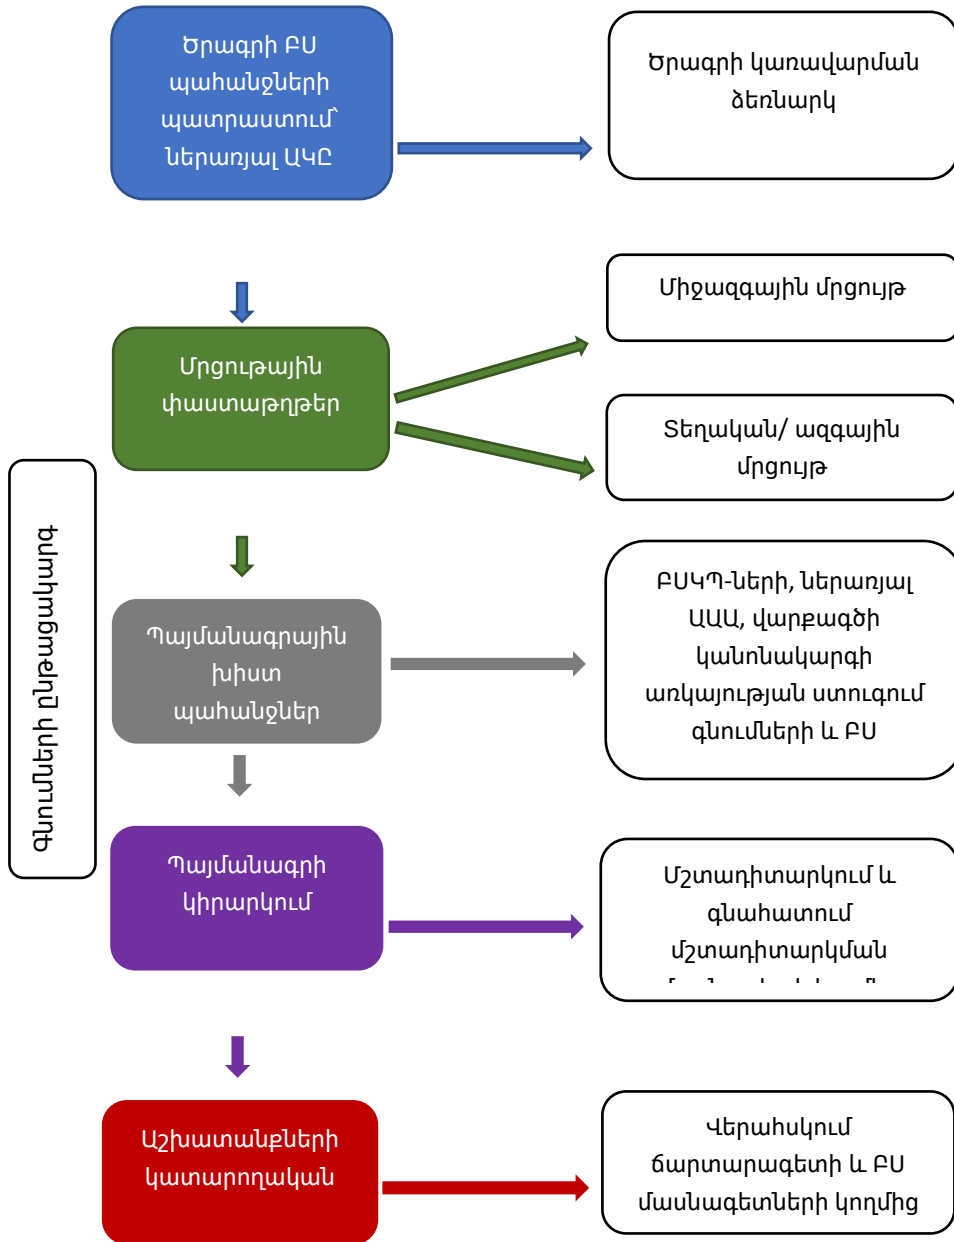 Ծրագրի ԲՍ
պահանջների
պատրաստում՝
ներառյալ ԱԿԸ
Ծրագրի կառավարման
ձեռնարկ
Միջազգային մրցույթ
Մրցութային
փաստաթղթեր
Տեղական/ ազգային
մրցույթ
Գնումների ընթացակարգ
Պայմանագրային
խիստ
պահանջներ
ԲՍԿՊ-ների, ներառյալ
ԱԱԱ, վարքագծի
կանոնակարգի
առկայության ստուգում
գնումների և ԲՍ
Պայմանագրի
կիրարկում
Մշտադիտարկում և
գնահատում
մշտադիտարկման
Աշխատանքների
կատարողական
Վերահսկում
ճարտարագետի և ԲՍ
մասնագետների կողմից